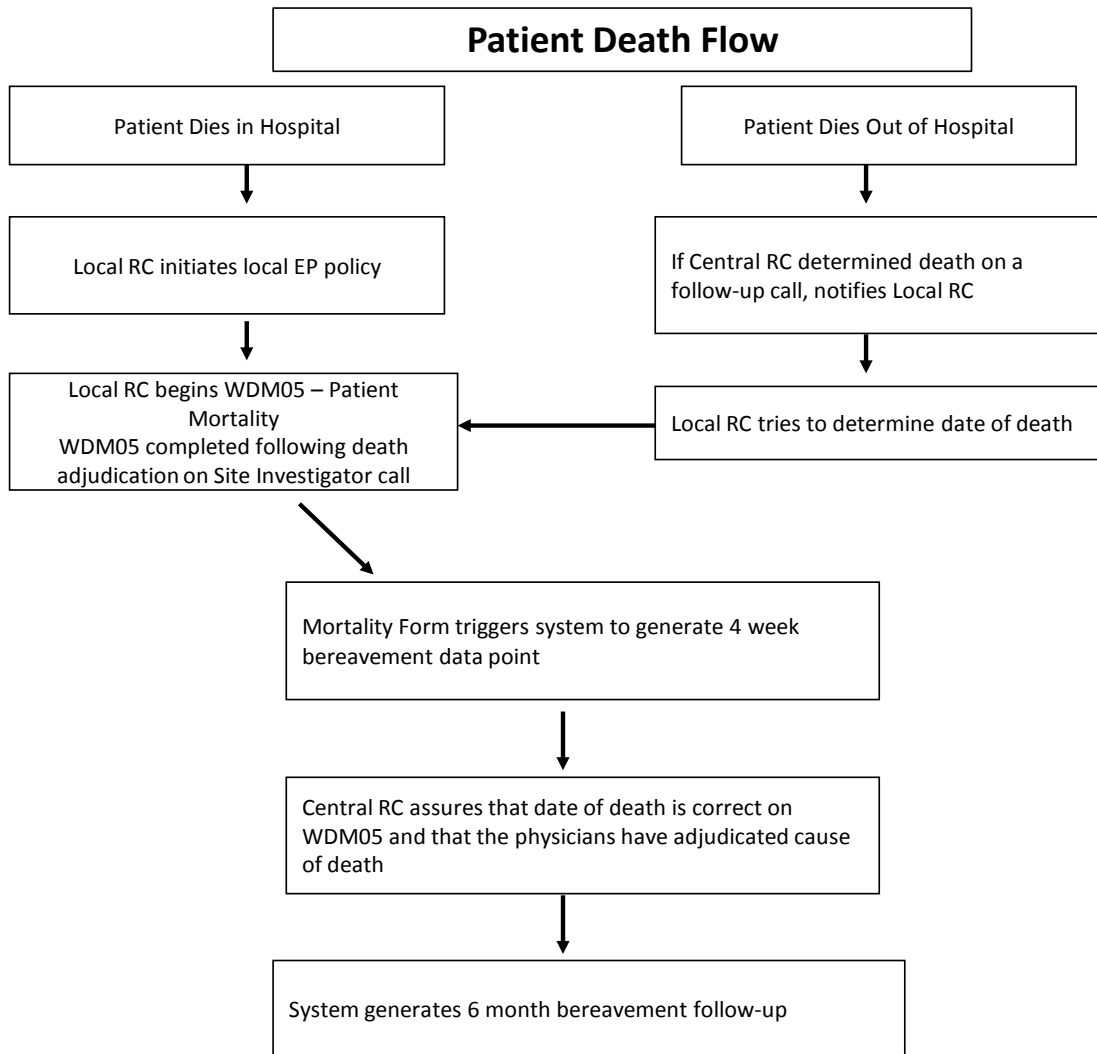 Patient Death Flow
Patient Dies in Hospital
Patient Dies Out of Hospital
Local RC initiates local EP policy
If Central RC determined death on a
follow-up call, notifies Local RC
Local RC begins WDM05 – Patient
Mortality
WDM05 completed following death
adjudication on Site Investigator call
Local RC tries to determine date of death
Mortality Form triggers system to generate 4 week
bereavement data point
Central RC assures that date of death is correct on
WDM05 and that the physicians have adjudicated cause
of death
System generates 6 month bereavement follow-up